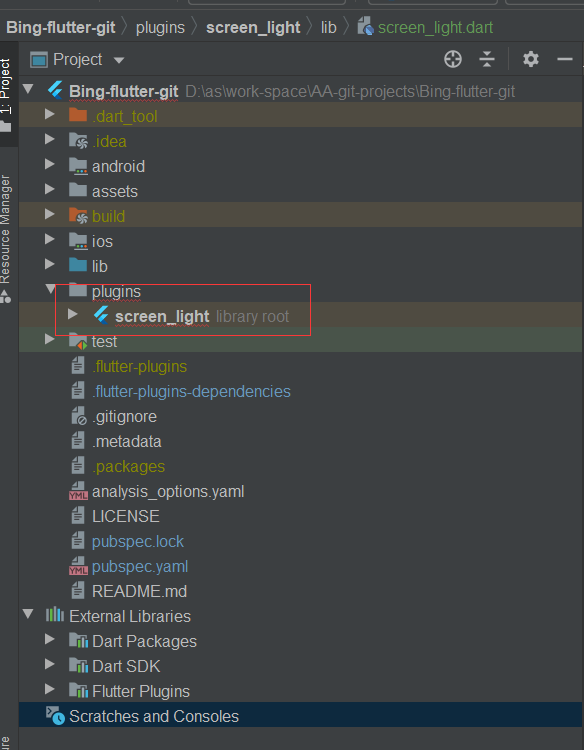 Bing-flutter-git plugins screen_light lib screen_light.dart
1: Project
Resource Manager
Project
Bing-flutter-git D:\as\work-space\AA-git-projects\Bing-flutter-git
.dart_tool
.idea
android
assets
build
ios
lib
plugins
screen_light library root
test
.flutter-plugins
.flutter-plugins-dependencies
.gitignore
.metadata
.packages
analysis_options.yaml
LICENSE
pubspec.lock
pubspec.yaml
README.md
External Libraries
Dart Packages
Dart SDK
Flutter Plugins
Scratches and Consoles